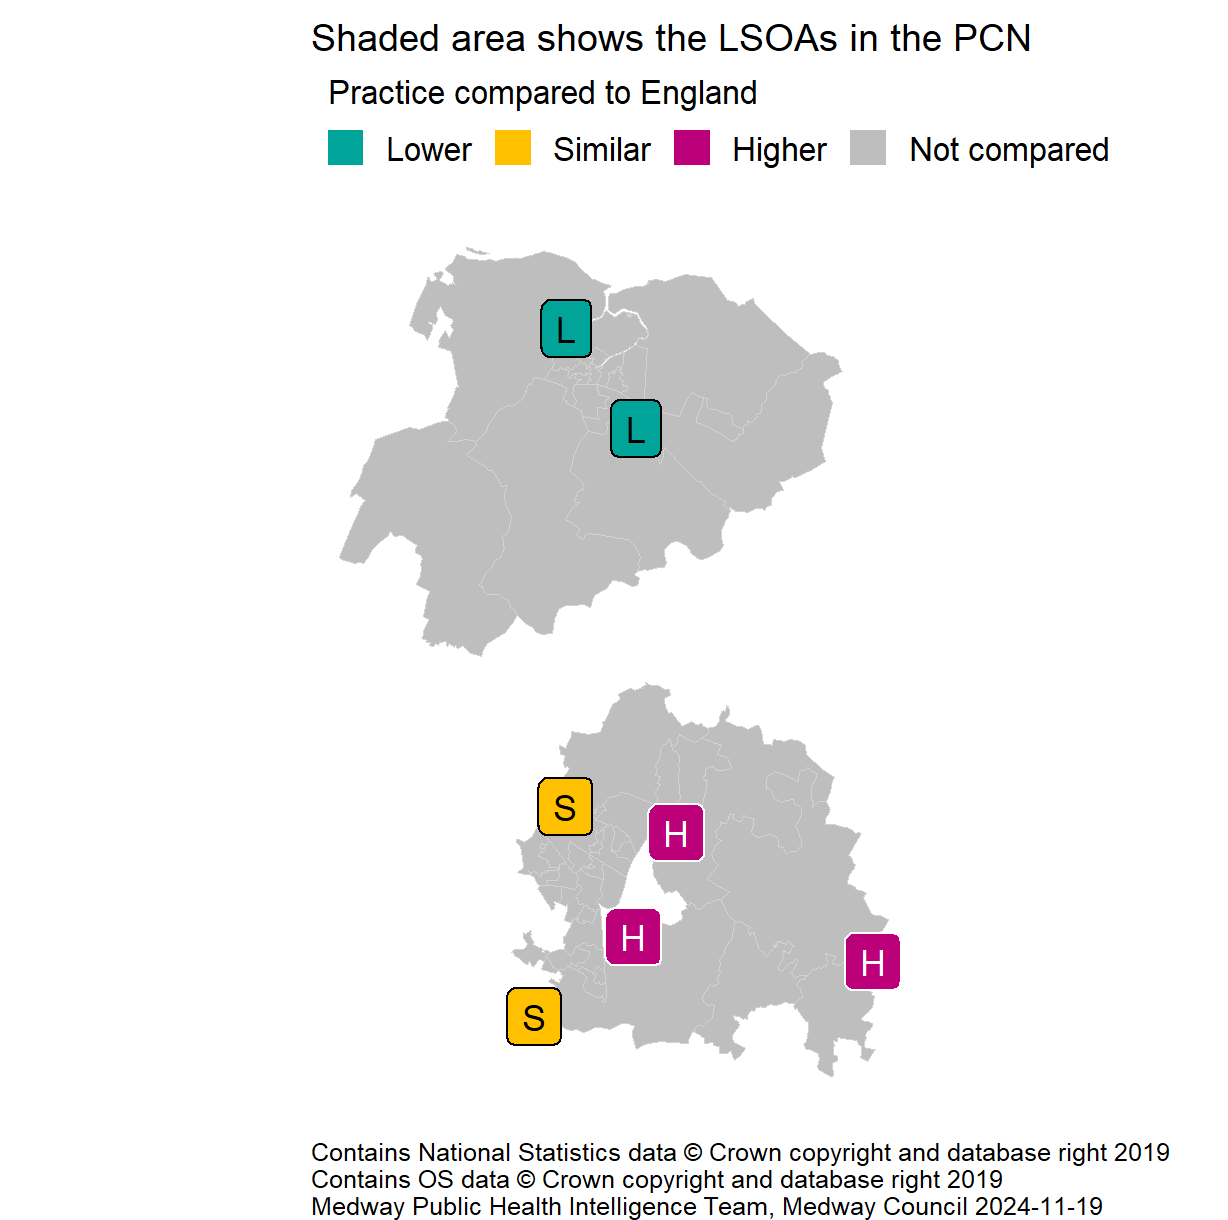 Shaded area shows the LSOAs in the PCN
Practice compared to England
Lower Similar Higher Not compared
L
L
S
H
H
H
S
Contains National Statistics data © Crown copyright and database right 2019
Contains OS data © Crown copyright and database right 2019
Medway Public Health Intelligence Team, Medway Council 2024-11-19